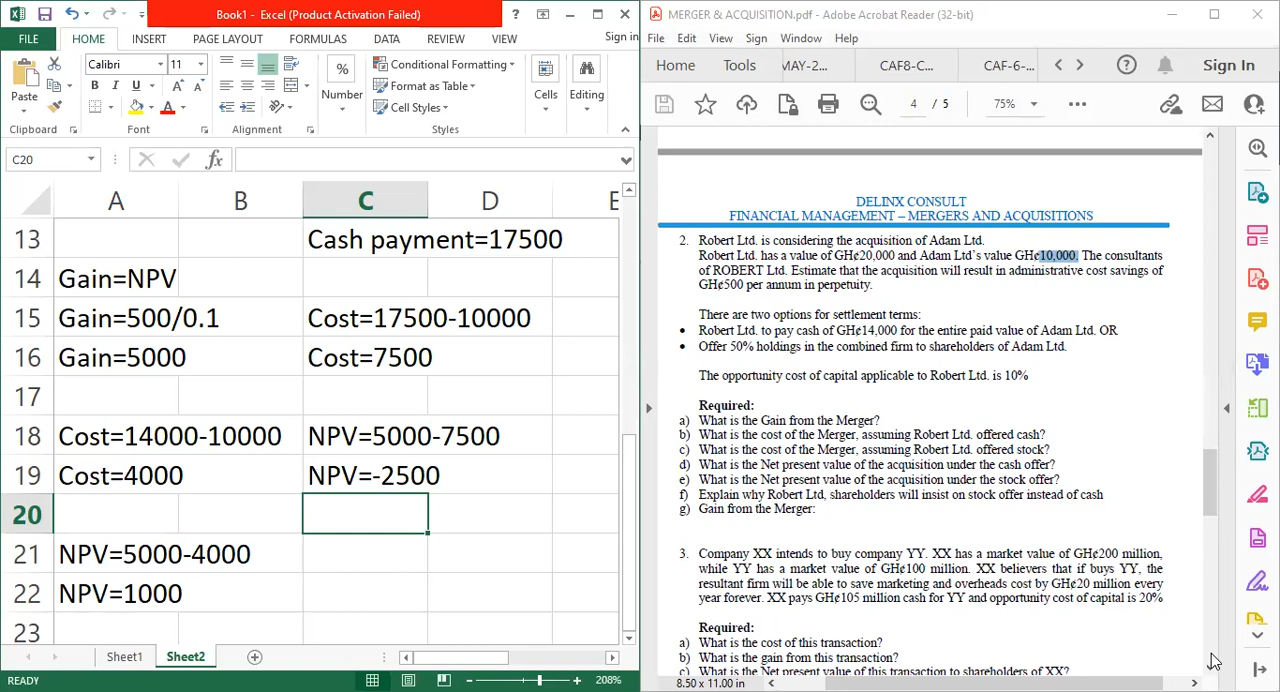 Book1 - Excel (Product Activation Failed)
?
FILE
HOME
INSERT
PAGE LAYOUT
FORMULAS
DATA
REVIEW
VIEW
Sign in
Paste
Calibri
11
B I U
A A
A
Conditional Formatting
Format as Table
Cell Styles
%
Number
Cells
Editing
Clipboard
Font
Alignment
Styles
C20
fx
A B C D E
13 Cash payment=17500
14 Gain=NPV
15 Gain=500/0.1 Cost=17500-10000
16 Gain=5000 Cost=7500
17
18 Cost=14000-10000 NPV=5000-7500
19 Cost=4000 NPV=-2500
20
21 NPV=5000-4000
22 NPV=1000
23
Sheet1
Sheet2
READY
208%
MERGER & ACQUISITION.pdf - Adobe Acrobat Reader (32-bit)
File Edit View Sign Window Help
Home
Tools
MAY-2...
CAF8-C...
CAF-6-...
Sign In
4 / 5
75%
DELINX CONSULT
FINANCIAL MANAGEMENT – MERGERS AND ACQUISITIONS
2. Robert Ltd. is considering the acquisition of Adam Ltd.
Robert Ltd. has a value of GH¢20,000 and Adam Ltd's value GH¢10,000. The consultants
of ROBERT Ltd. Estimate that the acquisition will result in administrative cost savings of
GH¢500 per annum in perpetuity.
There are two options for settlement terms:
• Robert Ltd. to pay cash of GH¢14,000 for the entire paid value of Adam Ltd. OR
• Offer 50% holdings in the combined firm to shareholders of Adam Ltd.
The opportunity cost of capital applicable to Robert Ltd. is 10%
Required:
a) What is the Gain from the Merger?
b) What is the cost of the Merger, assuming Robert Ltd. offered cash?
c) What is the cost of the Merger, assuming Robert Ltd. offered stock?
d) What is the Net present value of the acquisition under the cash offer?
e) What is the Net present value of the acquisition under the stock offer?
f) Explain why Robert Ltd, shareholders will insist on stock offer instead of cash
g) Gain from the Merger:
3. Company XX intends to buy company YY. XX has a market value of GH¢200 million,
while YY has a market value of GH¢100 million. XX believes that if buys YY, the
resultant firm will be able to save marketing and overheads cost by GH¢20 million every
year forever. XX pays GH¢105 million cash for YY and opportunity cost of capital is 20%
Required:
a) What is the cost of this transaction?
b) What is the gain from this transaction?
c) What is the Net present value of this transaction to shareholders of XX?
8.50 x 11.00 in